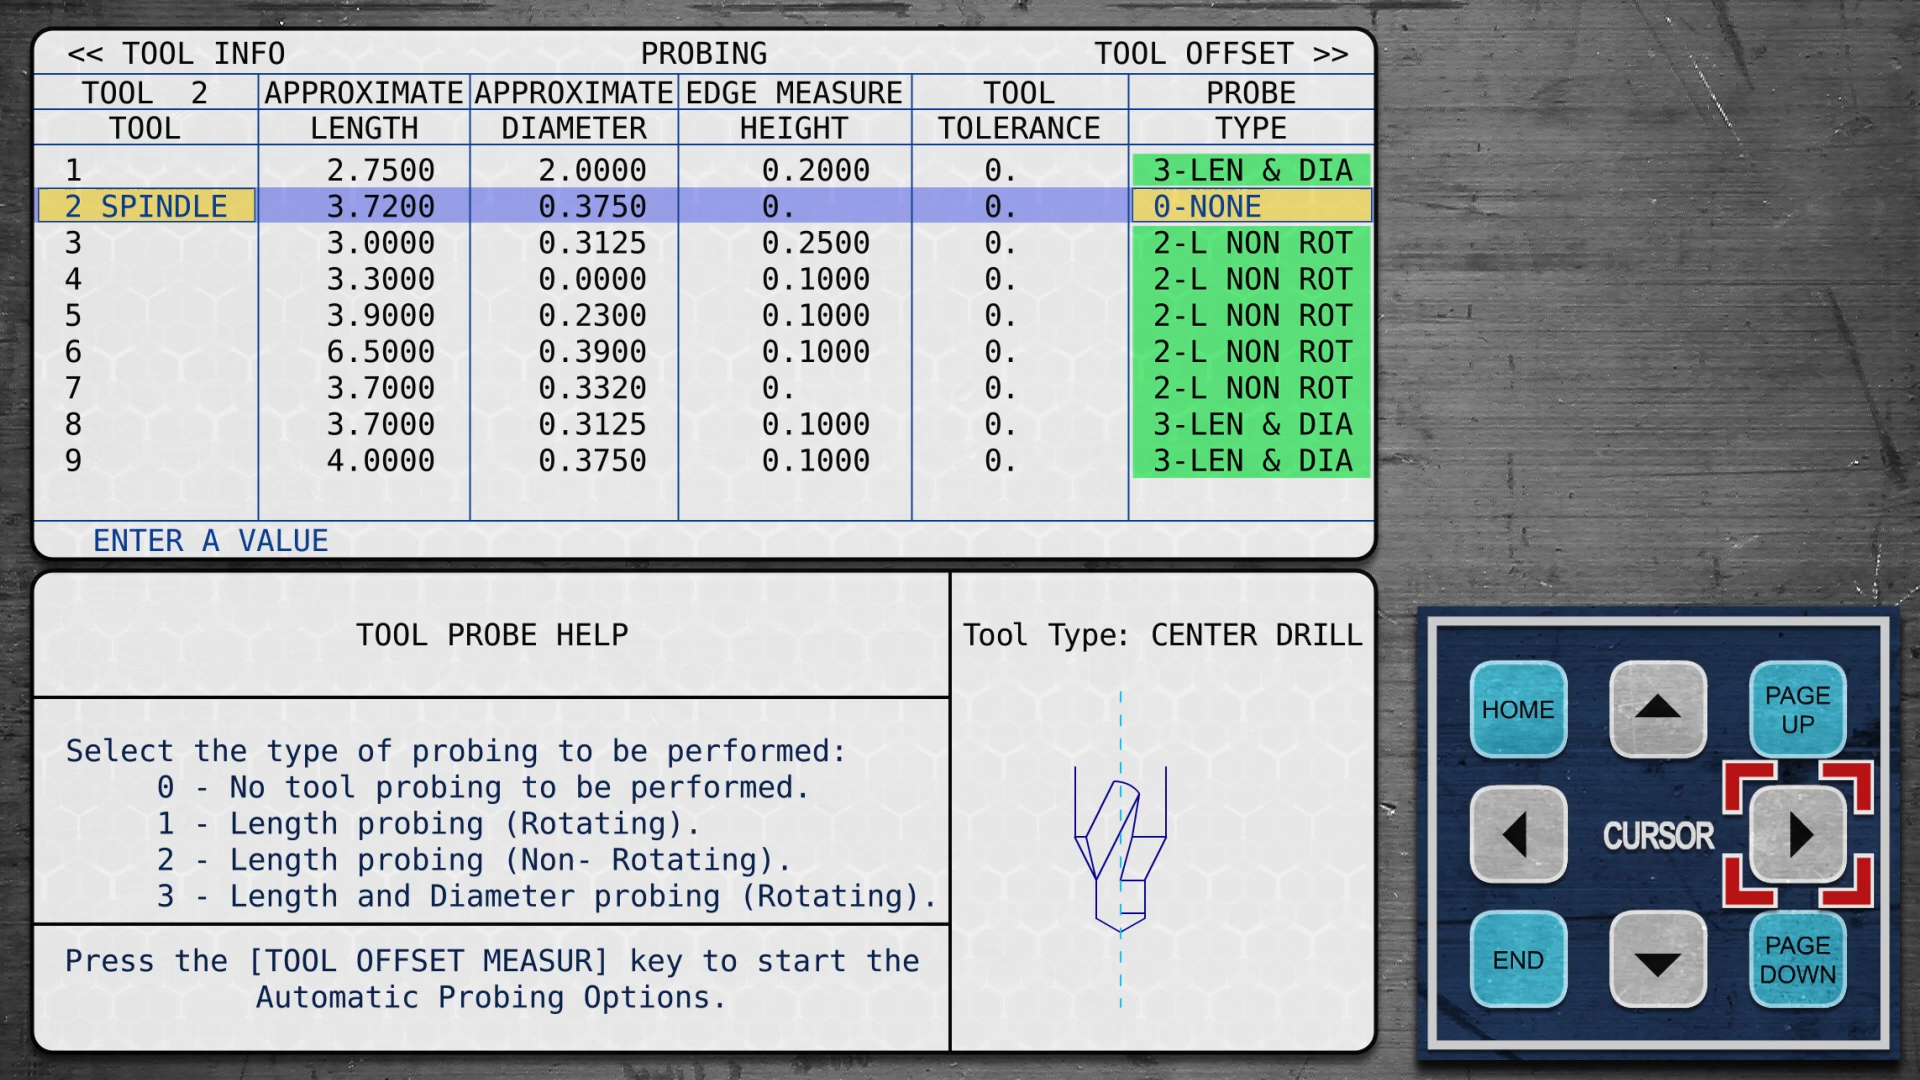 << TOOL INFO PROBING TOOL OFFSET >>
TOOL 2 APPROXIMATE APPROXIMATE EDGE MEASURE TOOL PROBE
TOOL LENGTH DIAMETER HEIGHT TOLERANCE TYPE
1 2.7500 2.0000 0.2000 0. 3-LEN & DIA
2 SPINDLE 3.7200 0.3750 0. 0. 0-NONE
3 3.0000 0.3125 0.2500 0. 2-L NON ROT
4 3.3000 0.0000 0.1000 0. 2-L NON ROT
5 3.9000 0.2300 0.1000 0. 2-L NON ROT
6 6.5000 0.3900 0.1000 0. 2-L NON ROT
7 3.7000 0.3320 0. 0. 2-L NON ROT
8 3.7000 0.3125 0.1000 0. 3-LEN & DIA
9 4.0000 0.3750 0.1000 0. 3-LEN & DIA
ENTER A VALUE
TOOL PROBE HELP
Select the type of probing to be performed:
0 - No tool probing to be performed.
1 - Length probing (Rotating).
2 - Length probing (Non- Rotating).
3 - Length and Diameter probing (Rotating).
Press the [TOOL OFFSET MEASUR] key to start the
Automatic Probing Options.
Tool Type: CENTER DRILL
HOME
PAGE
UP
CURSOR
END
PAGE
DOWN